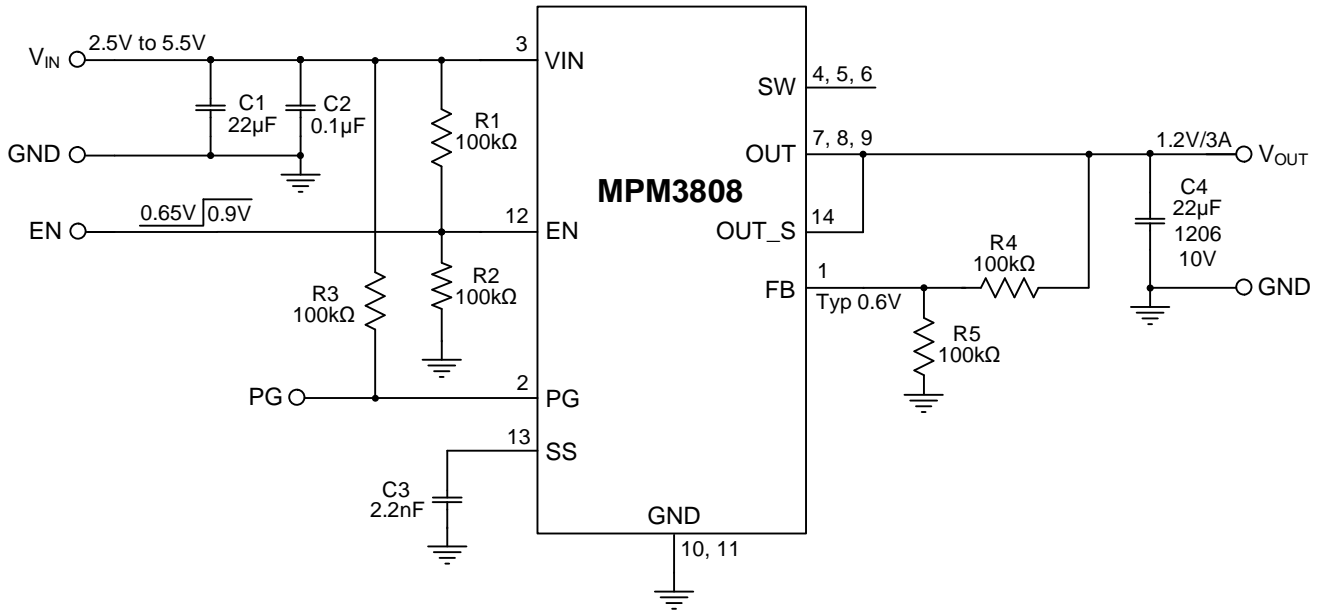 V_IN 2.5V to 5.5V
3
VIN
C1
22µF
C2
0.1µF
R1
100kΩ
GND
EN
0.65V 0.9V
12
EN
R2
100kΩ
R3
100kΩ
PG
2
PG
13
SS
C3
2.2nF
MPM3808
GND
10, 11
SW
4, 5, 6
OUT
7, 8, 9
OUT_S
14
FB
1
Typ 0.6V
R4
100kΩ
R5
100kΩ
1.2V/3A
V_OUT
C4
22µF
1206
10V
GND